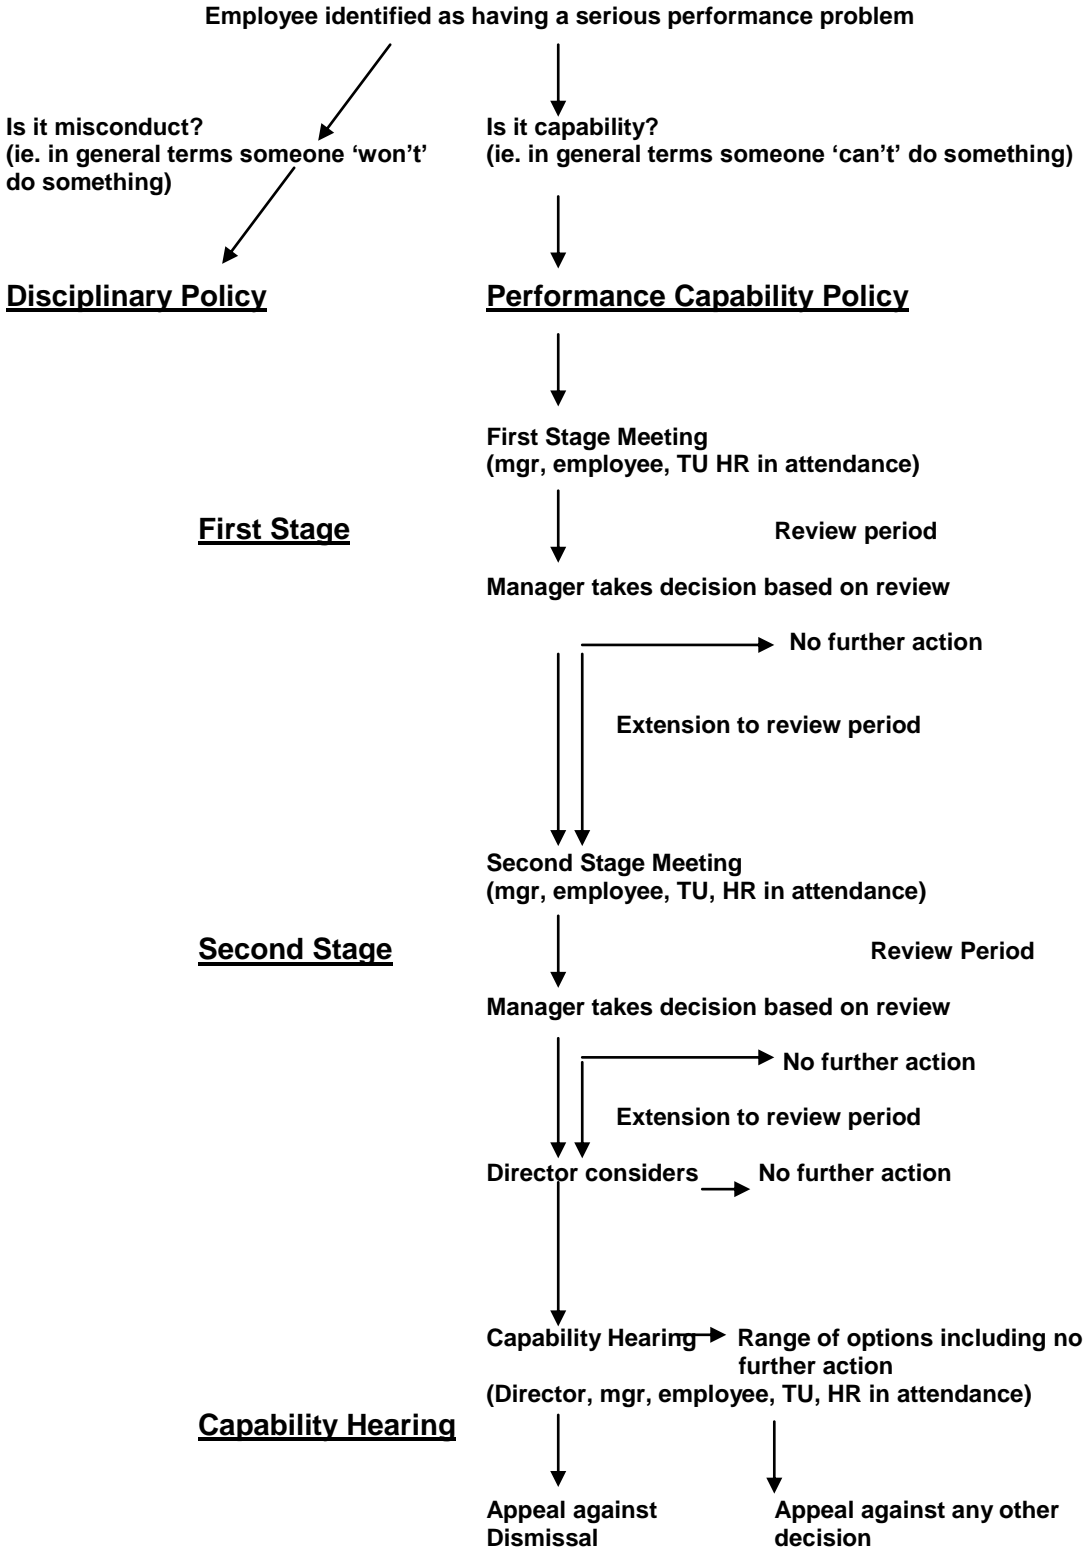 Employee identified as having a serious performance problem
Is it misconduct?
(ie. in general terms someone ‘won’t’
do something)
Is it capability?
(ie. in general terms someone ‘can’t’ do something)
Disciplinary Policy
Performance Capability Policy
First Stage Meeting
(mgr, employee, TU HR in attendance)
First Stage
Review period
Manager takes decision based on review
No further action
Extension to review period
Second Stage Meeting
(mgr, employee, TU, HR in attendance)
Second Stage
Review Period
Manager takes decision based on review
No further action
Extension to review period
Director considers
No further action
Capability Hearing
Range of options including no
further action
(Director, mgr, employee, TU, HR in attendance)
Capability Hearing
Appeal against
Dismissal
Appeal against any other
decision